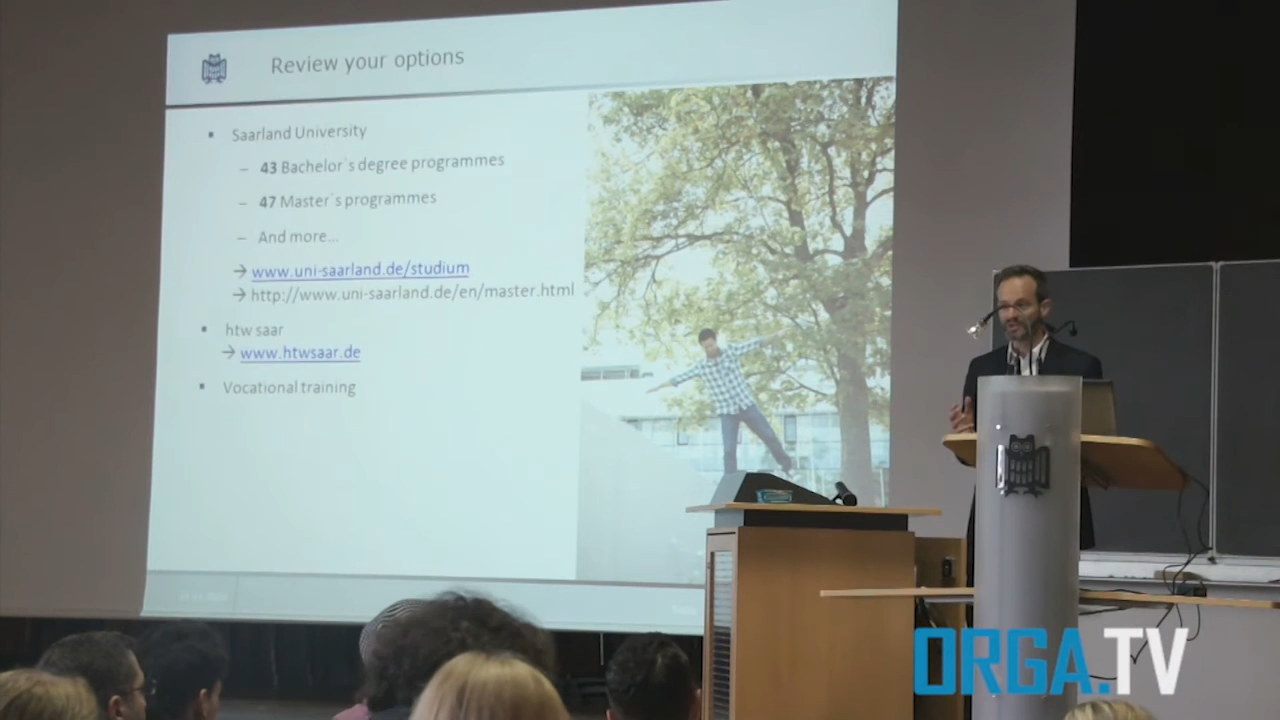 Review your options
▪ Saarland University
– 43 Bachelor´s degree programmes
– 47 Master´s programmes
– And more...
→ www.uni-saarland.de/studium
→ http://www.uni-saarland.de/en/master.html
▪ htw saar
→ www.htwsaar.de
▪ Vocational training
ORGA.TV